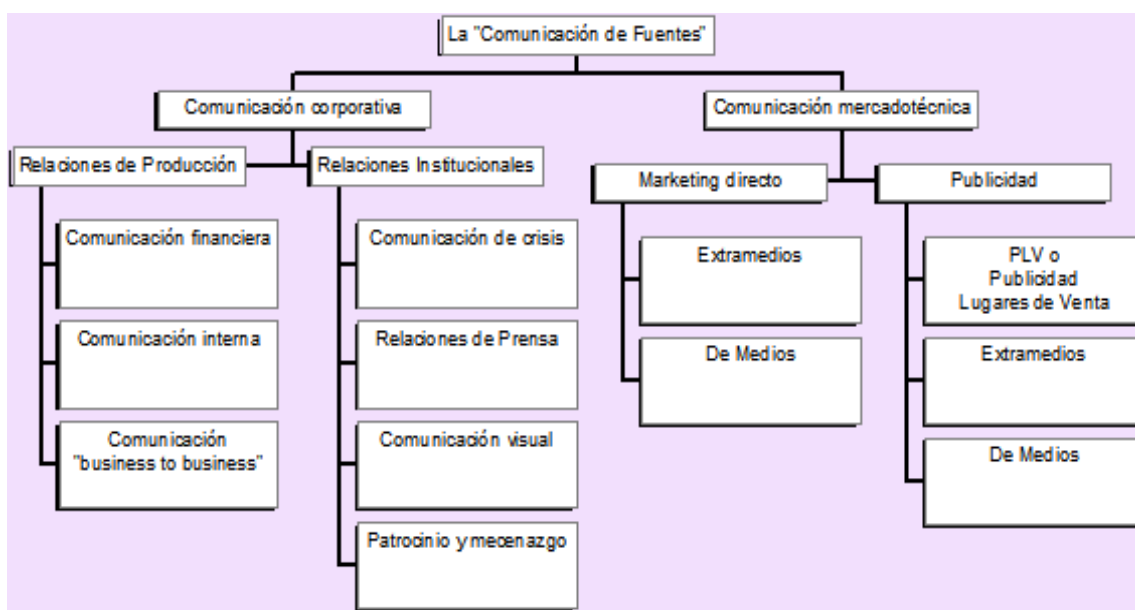 La "Comunicación de Fuentes"
Comunicación corporativa
Comunicación mercadotécnica
Relaciones de Producción
Relaciones Institucionales
Marketing directo
Publicidad
Comunicación financiera
Comunicación interna
Comunicación
"business to business"
Comunicación de crisis
Relaciones de Prensa
Comunicación visual
Patrocinio y mecenazgo
Extramedios
De Medios
PLV o
Publicidad
Lugares de Venta
Extramedios
De Medios